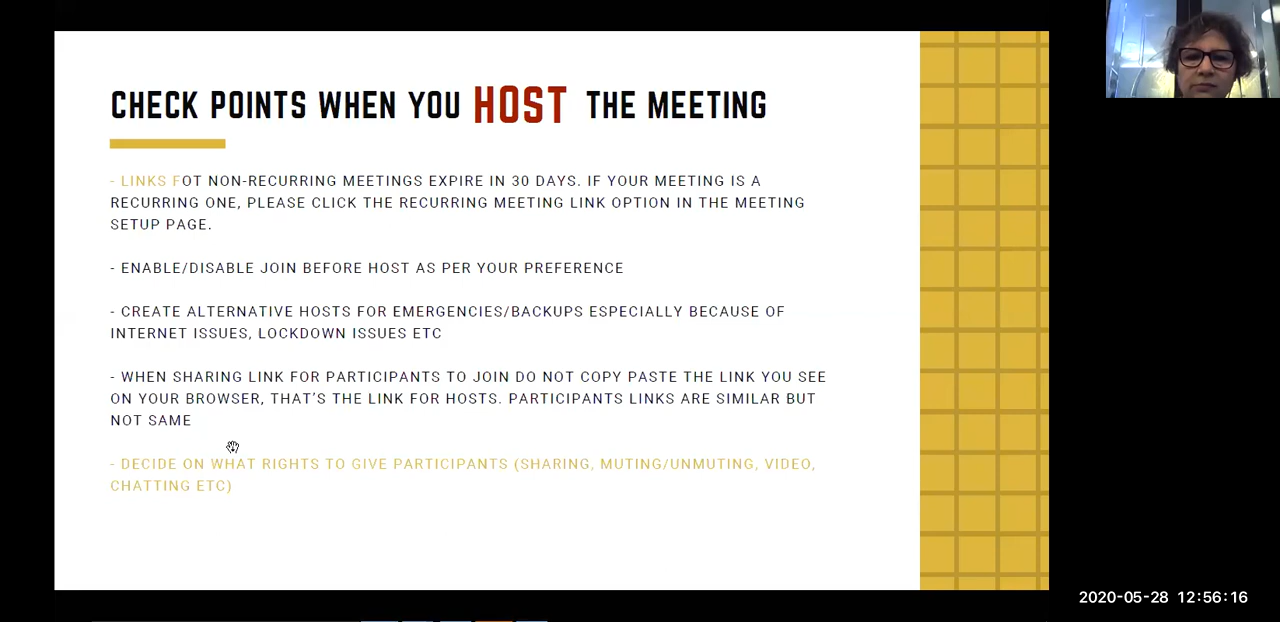 CHECK POINTS WHEN YOU HOST THE MEETING
- LINKS FOT NON-RECURRING MEETINGS EXPIRE IN 30 DAYS. IF YOUR MEETING IS A
RECURRING ONE, PLEASE CLICK THE RECURRING MEETING LINK OPTION IN THE MEETING
SETUP PAGE.
- ENABLE/DISABLE JOIN BEFORE HOST AS PER YOUR PREFERENCE
- CREATE ALTERNATIVE HOSTS FOR EMERGENCIES/BACKUPS ESPECIALLY BECAUSE OF
INTERNET ISSUES, LOCKDOWN ISSUES ETC
- WHEN SHARING LINK FOR PARTICIPANTS TO JOIN DO NOT COPY PASTE THE LINK YOU SEE
ON YOUR BROWSER, THAT’S THE LINK FOR HOSTS. PARTICIPANTS LINKS ARE SIMILAR BUT
NOT SAME
- DECIDE ON WHAT RIGHTS TO GIVE PARTICIPANTS (SHARING, MUTING/UNMUTING, VIDEO,
CHATTING ETC)
2020-05-28 12:56:16